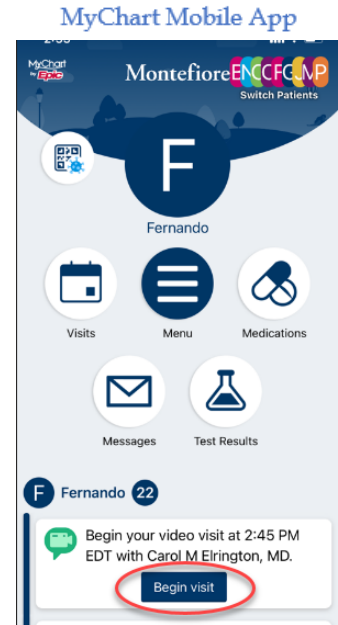 MyChart Mobile App
MyChart
by Epic
Montefiore
Switch Patients
F
Fernando
Visits
Menu
Medications
Messages
Test Results
F Fernando 22
Begin your video visit at 2:45 PM
EDT with Carol M Elrington, MD.
Begin visit